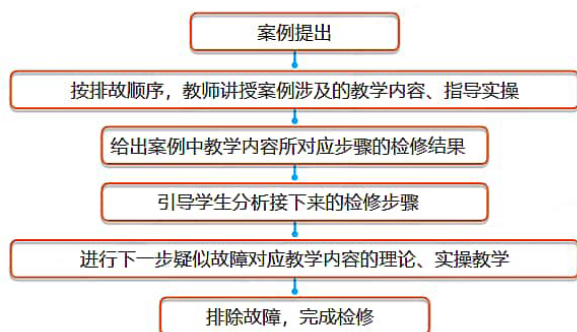 案例提出
按排故顺序，教师讲授案例涉及的教学内容、指导实操
给出案例中教学内容所对应步骤的检修结果
引导学生分析接下来的检修步骤
进行下一步疑似故障对应教学内容的理论、实操教学
排除故障，完成检修